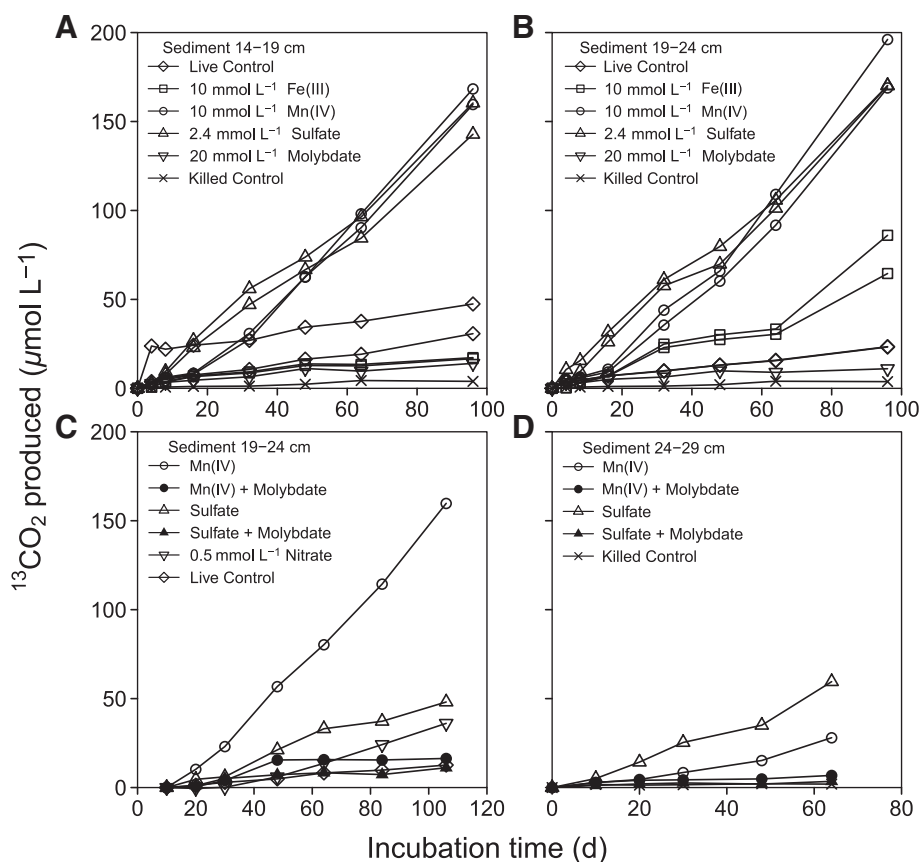 A
B
200
150
100
50
0
Sediment 14–19 cm
Live Control
10 mmol L⁻¹ Fe(III)
10 mmol L⁻¹ Mn(IV)
2.4 mmol L⁻¹ Sulfate
20 mmol L⁻¹ Molybdate
Killed Control
0 20 40 60 80 100
Sediment 19–24 cm
Live Control
10 mmol L⁻¹ Fe(III)
10 mmol L⁻¹ Mn(IV)
2.4 mmol L⁻¹ Sulfate
20 mmol L⁻¹ Molybdate
Killed Control
0 20 40 60 80 100
C
D
200
150
100
50
0
Sediment 19–24 cm
Mn(IV)
Mn(IV) + Molybdate
Sulfate
Sulfate + Molybdate
0.5 mmol L⁻¹ Nitrate
Live Control
0 20 40 60 80 100 120
Sediment 24–29 cm
Mn(IV)
Mn(IV) + Molybdate
Sulfate
Sulfate + Molybdate
Killed Control
0 20 40 60 80
¹³CO₂ produced (µmol L⁻¹)
Incubation time (d)